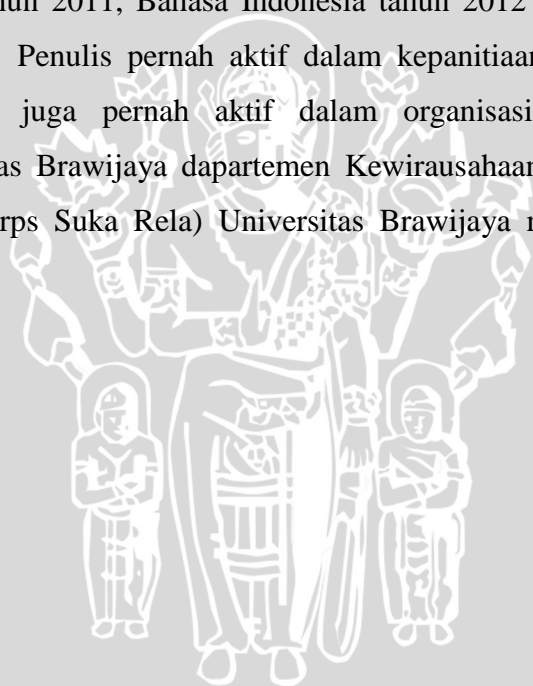 hun 2011, Bahasa Indonesia tahun 2012
Penulis pernah aktif dalam kepanitiaan
juga pernah aktif dalam organisasi
as Brawijaya dapartemen Kewirausahaan
rps Suka Rela) Universitas Brawijaya